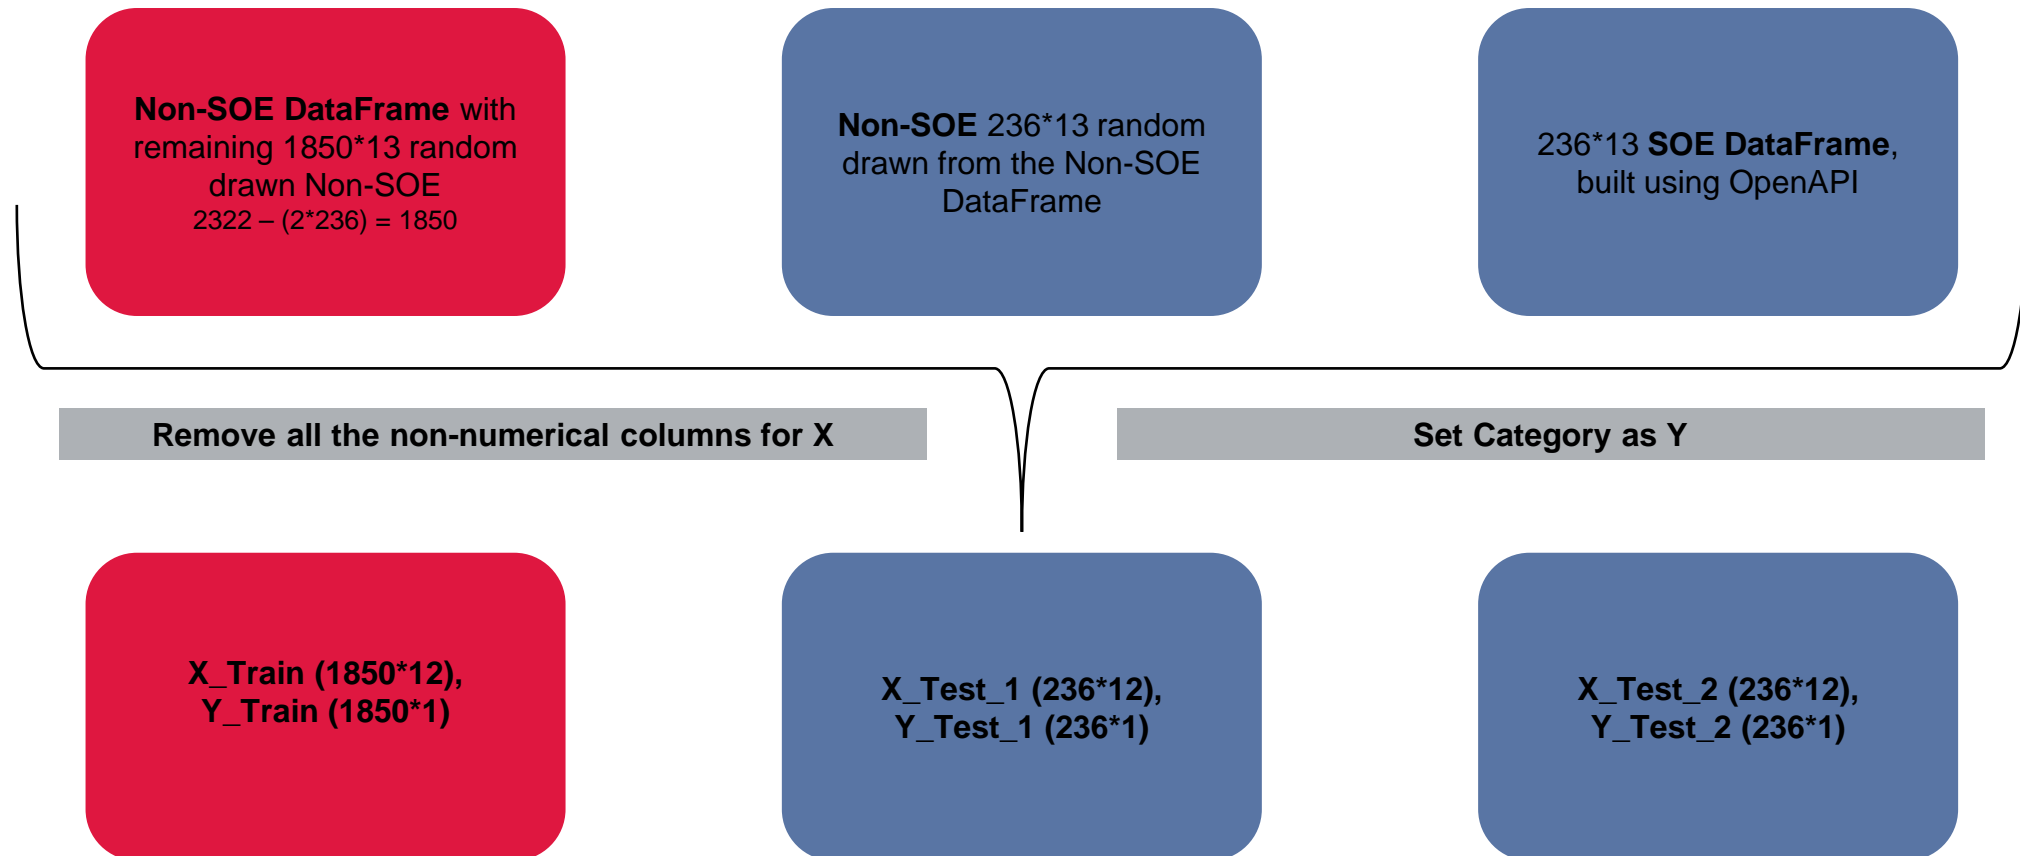 Non-SOE DataFrame with
remaining 1850*13 random
drawn Non-SOE
2322 – (2*236) = 1850
Non-SOE 236*13 random
drawn from the Non-SOE
DataFrame
236*13 SOE DataFrame,
built using OpenAPI
Remove all the non-numerical columns for X
Set Category as Y
X_Train (1850*12),
Y_Train (1850*1)
X_Test_1 (236*12),
Y_Test_1 (236*1)
X_Test_2 (236*12),
Y_Test_2 (236*1)